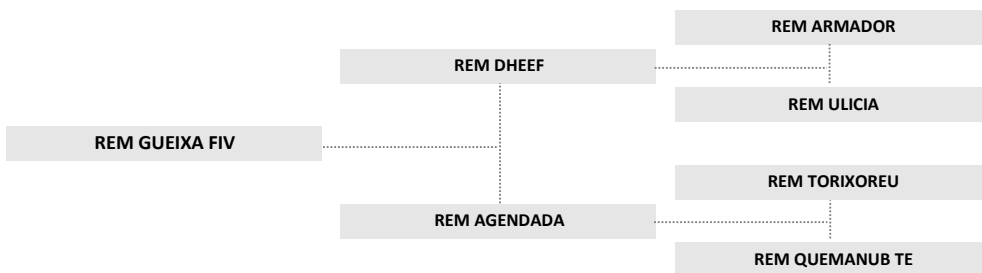 REM ARMADOR
REM DHEEF
REM ULICIA
REM GUEIXA FIV
REM TORIXOREU
REM AGENDADA
REM QUEMANUB TE